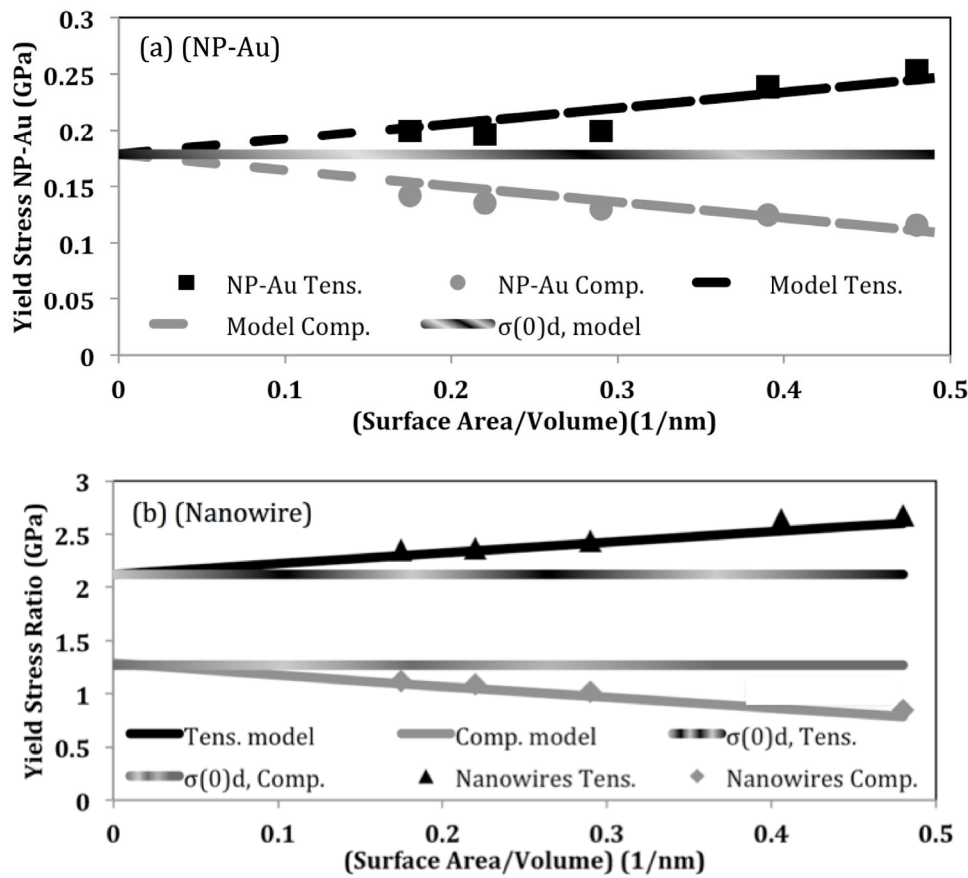 0.3
(a) (NP-Au)
0.25
0.2
0.15
0.1
0.05
0
Yield Stress NP-Au (GPa)
NP-Au Tens. NP-Au Comp. Model Tens.
Model Comp. σ(0)d, model
0 0.1 0.2 0.3 0.4 0.5
(Surface Area/Volume)(1/nm)
3
(b) (Nanowire)
2.5
2
1.5
1
0.5
0
Yield Stress Ratio (GPa)
Tens. model Comp. model σ(0)d, Tens.
σ(0)d, Comp. Nanowires Tens. Nanowires Comp.
0 0.1 0.2 0.3 0.4 0.5
(Surface Area/Volume) (1/nm)